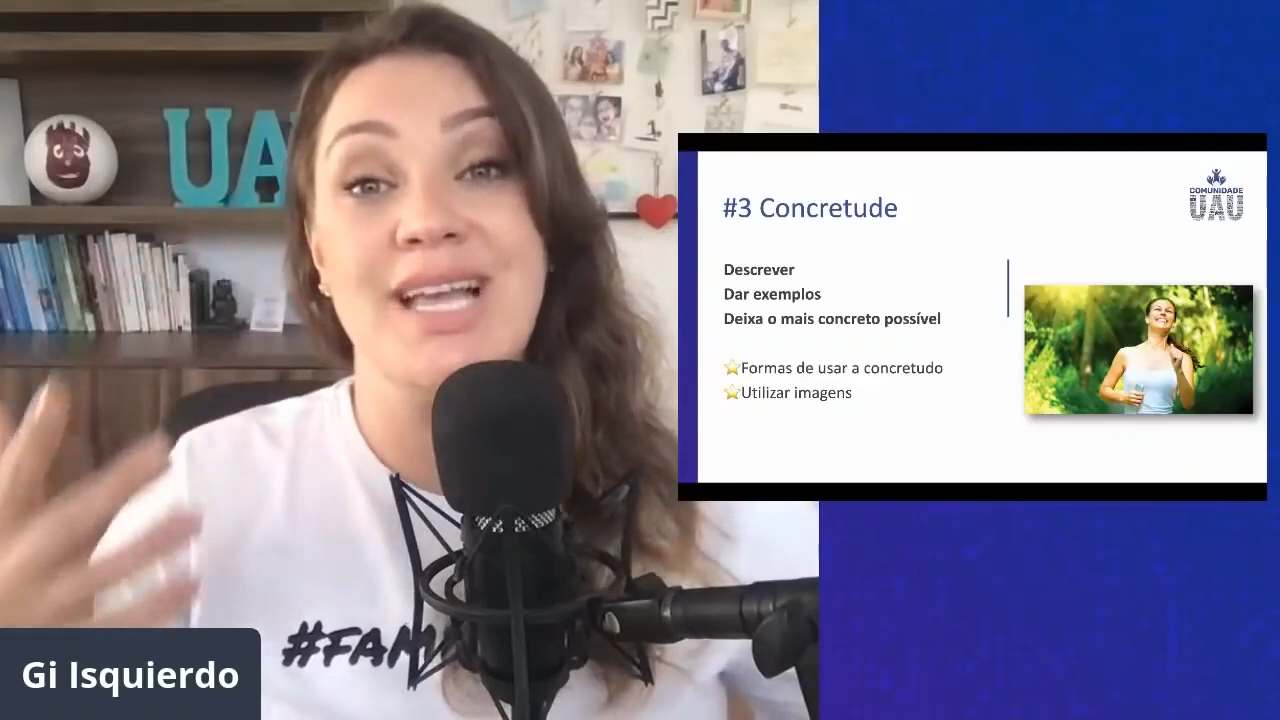 UA
#FAM
Gi Isquierdo
#3 Concretude
COMUNIDADE
UAU
Descrever
Dar exemplos
Deixa o mais concreto possível
⭐Formas de usar a concretudo
⭐Utilizar imagens